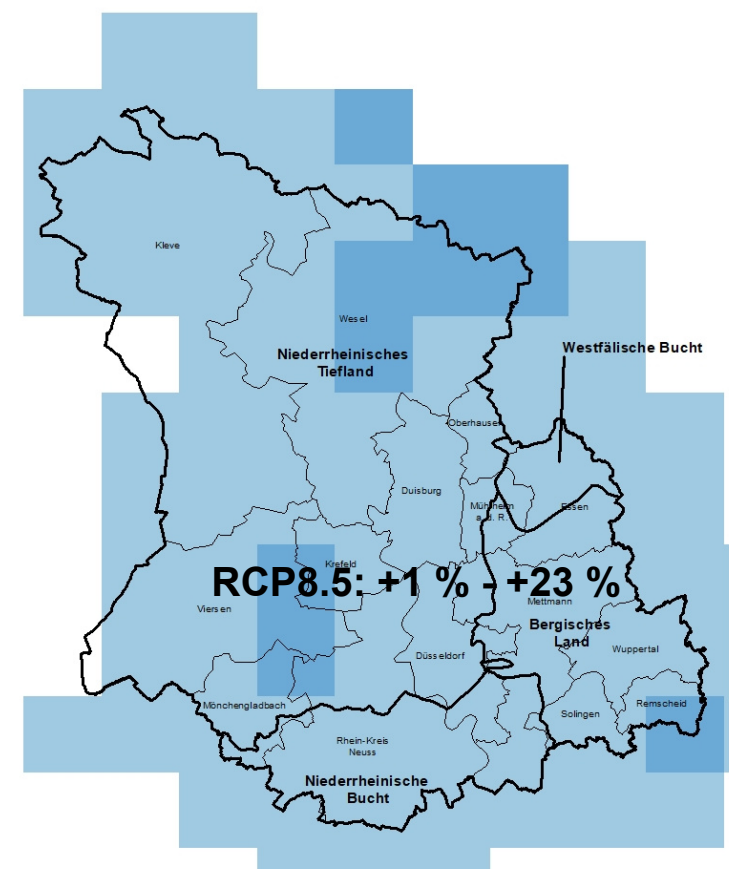 Kleve
Wesel
Niederrheinisches
Tiefland
Westfälische Bucht
Oberhausen
Duisburg
Mühlheim
a. d. R.
Essen
Krefeld
RCP8.5: +1 % - +23 %
Viersen
Mettmann
Bergisches
Land
Wuppertal
Düsseldorf
Mönchengladbach
Remscheid
Solingen
Rhein-Kreis
Neuss
Niederrheinische
Bucht